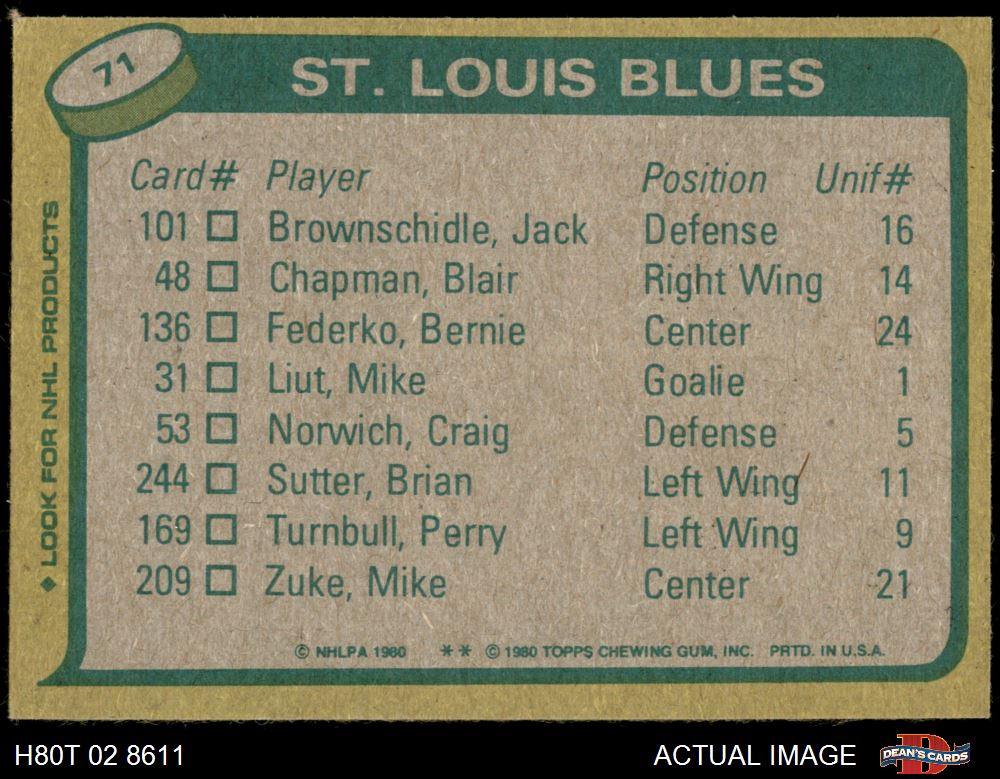 71
ST. LOUIS BLUES
Card# Player Position Unif#
101 Brownschidle, Jack Defense 16
48 Chapman, Blair Right Wing 14
136 Federko, Bernie Center 24
31 Liut, Mike Goalie 1
53 Norwich, Craig Defense 5
244 Sutter, Brian Left Wing 11
169 Turnbull, Perry Left Wing 9
209 Zuke, Mike Center 21
© NHLPA 1980 ** © 1980 TOPPS CHEWING GUM, INC. PRTD. IN U.S.A.
◆ LOOK FOR NHL PRODUCTS
H80T 02 8611 ACTUAL IMAGE
DEAN'S CARDS